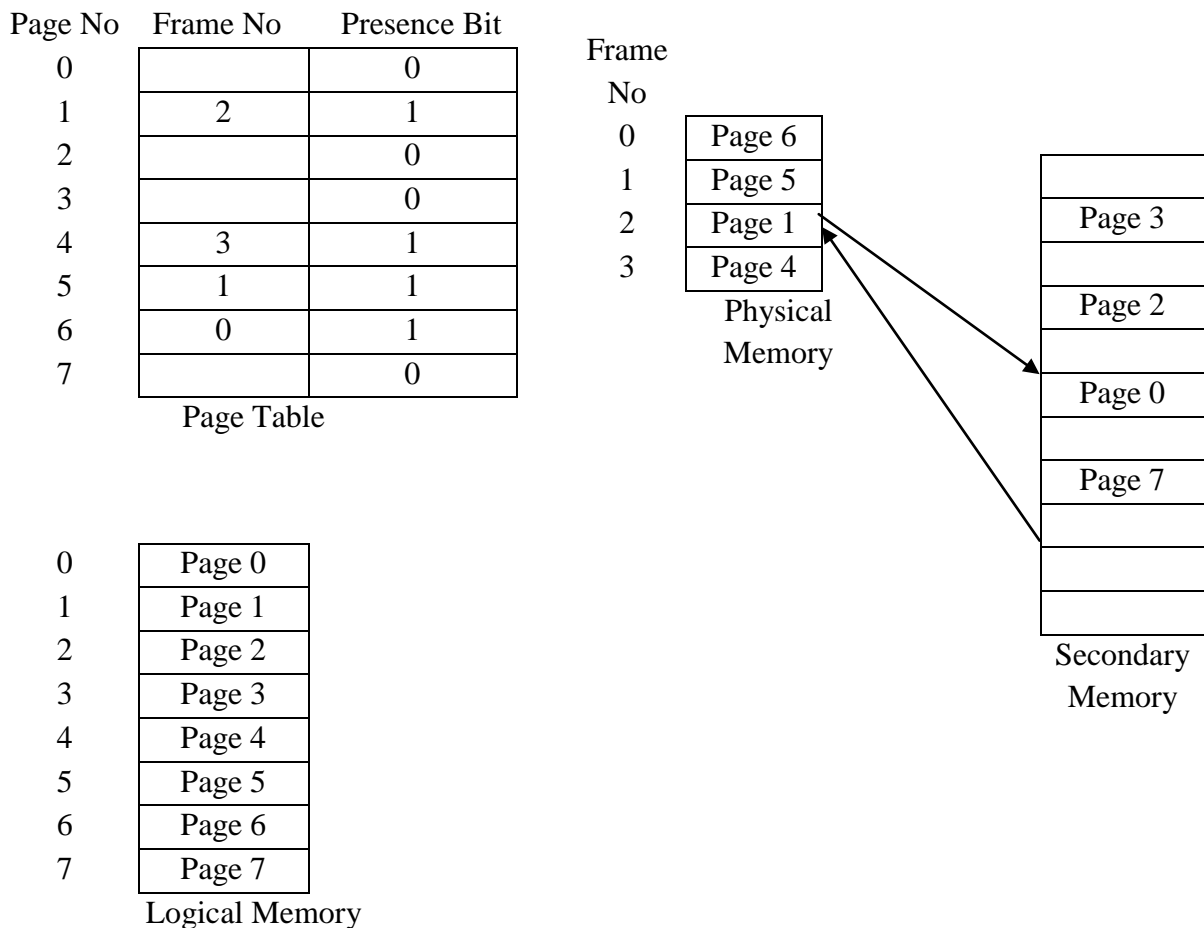 Page No Frame No Presence Bit
0 0
1 2 1
2 0
3 0
4 3 1
5 1 1
6 0 1
7 0
Page Table
Frame
No
0 Page 6
1 Page 5
2 Page 1
3 Page 4
Physical
Memory
Page 3
Page 2
Page 0
Page 7
Secondary
Memory
0 Page 0
1 Page 1
2 Page 2
3 Page 3
4 Page 4
5 Page 5
6 Page 6
7 Page 7
Logical Memory